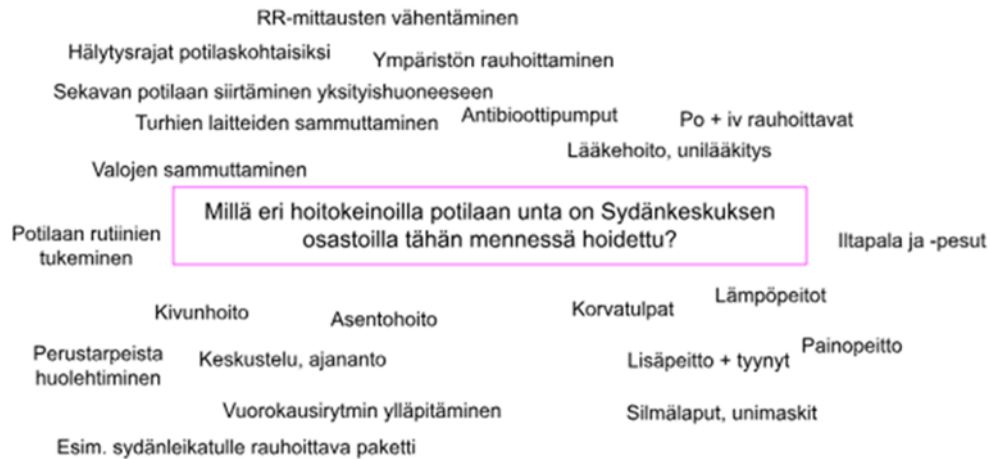 RR-mittausten vähentäminen
Hälytysrajat potilaskohtaisiksi
Ympäristön rauhoittaminen
Sekavan potilaan siirtäminen yksityishuoneeseen
Turhien laitteiden sammuttaminen
Antibioottipumput
Po + iv rauhoittavat
Lääkehoito, unilääkitys
Valojen sammuttaminen
Millä eri hoitokeinoilla potilaan unta on Sydänkeskuksen
osastoilla tähän mennessä hoidettu?
Potilaan rutiinien
tukeminen
Iltapala ja -pesut
Kivunhoito
Asentohoito
Korvatulpat
Lämpöpeitot
Perustarpeista
huolehtiminen
Keskustelu, ajananto
Lisäpeitto + tyynyt
Painopeitto
Vuorokausirytmin ylläpitäminen
Silmälaput, unimaskit
Esim. sydänleikatulle rauhoittava paketti